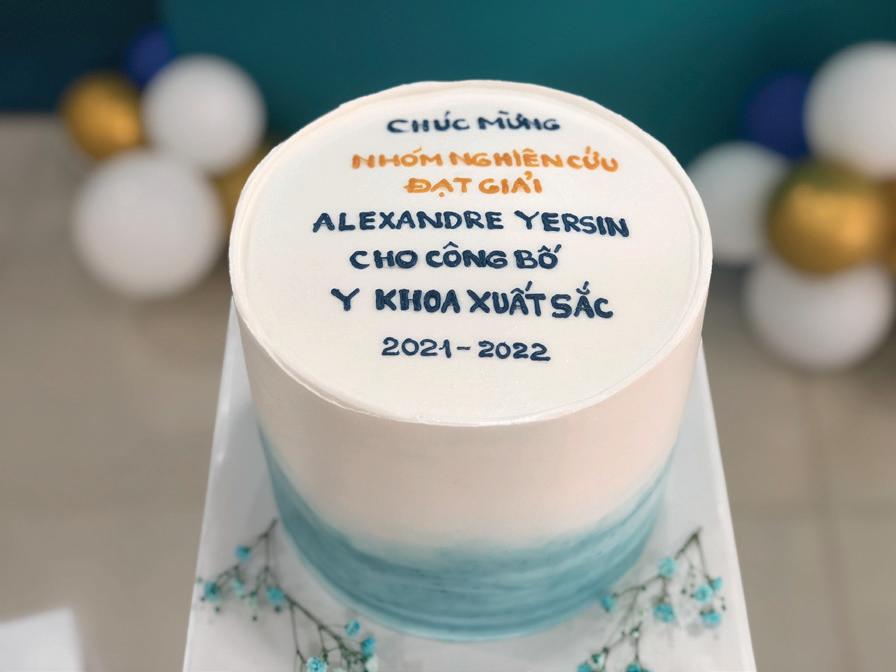 CHÚC MỪNG
NHÓM NGHIÊN CỨU
ĐẠT GIẢI
ALEXANDRE YERSIN
CHO CÔNG BỐ
Y KHOA XUẤT SẮC
2021-2022